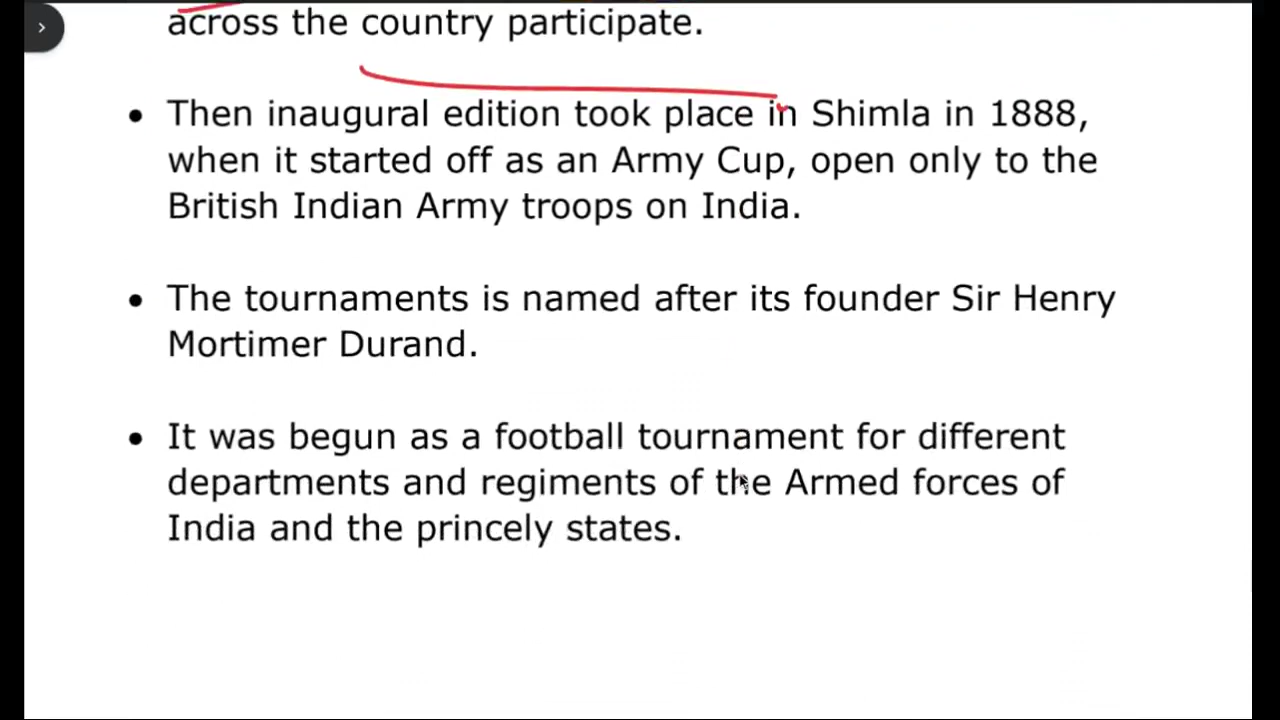 across the country participate.
• Then inaugural edition took place in Shimla in 1888,
when it started off as an Army Cup, open only to the
British Indian Army troops on India.
• The tournaments is named after its founder Sir Henry
Mortimer Durand.
• It was begun as a football tournament for different
departments and regiments of the Armed forces of
India and the princely states.